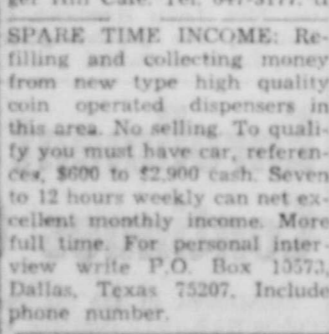 SPARE TIME INCOME: Re-
filling and collecting money
from new type high quality
coin operated dispensers in
this area. No selling. To quali-
fy you must have car, referen-
ces, $600 to $2,900 cash. Seven
to 12 hours weekly can net ex-
cellent monthly income. More
full time. For personal inter-
view write P.O. Box 10573,
Dallas, Texas 75207. Include
phone number.